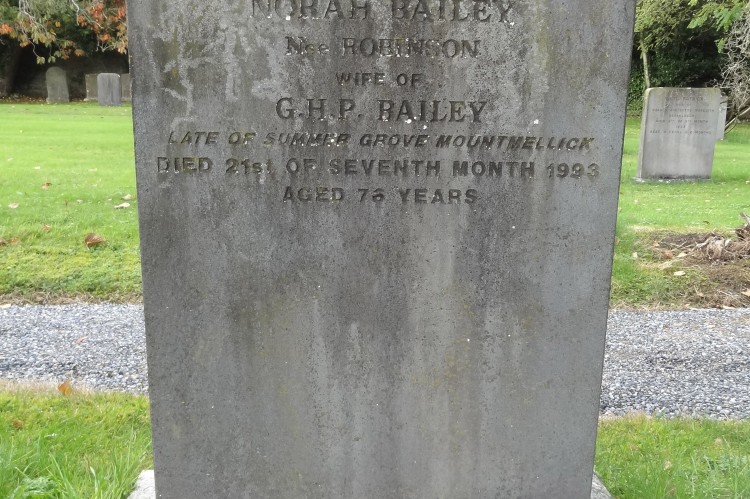 NORAH BAILEY
Nee ROBINSON
WIFE OF
G.H.P. BAILEY
LATE OF SUMMER GROVE MOUNTMELLICK
DIED 21st OF SEVENTH MONTH 1993
AGED 76 YEARS